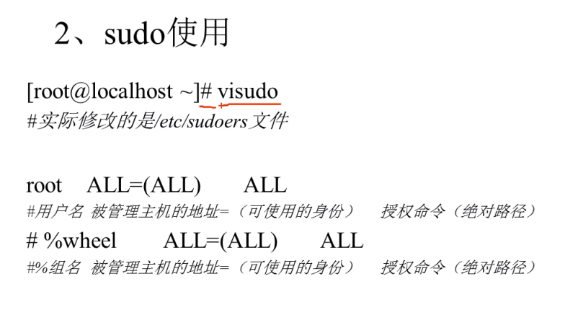 2、sudo使用
[root@localhost ~]# visudo
#实际修改的是/etc/sudoers文件
root ALL=(ALL) ALL
#用户名 被管理主机的地址=（可使用的身份） 授权命令（绝对路径）
# %wheel ALL=(ALL) ALL
#%组名 被管理主机的地址=（可使用的身份） 授权命令（绝对路径）